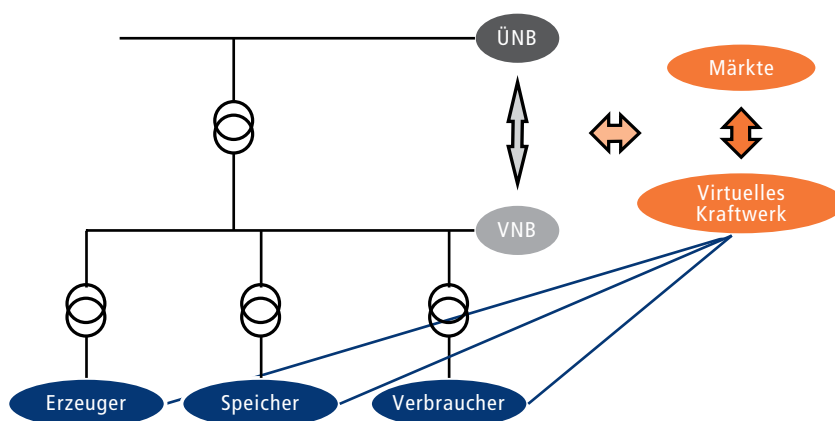 ÜNB
Märkte
Virtuelles
Kraftwerk
VNB
Erzeuger
Speicher
Verbraucher